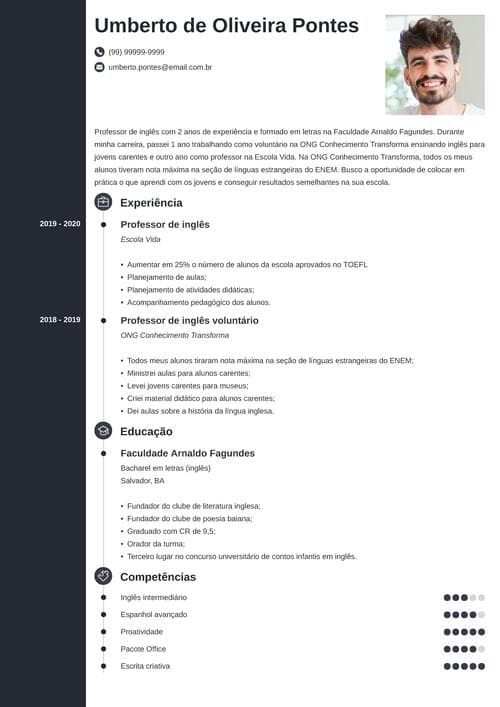 Umberto de Oliveira Pontes
(99) 99999-9999
umberto.pontes@email.com.br
Professor de inglês com 2 anos de experiência e formado em letras na Faculdade Arnaldo Fagundes. Durante
minha carreira, passei 1 ano trabalhando como voluntário na ONG Conhecimento Transforma ensinando inglês para
jovens carentes e outro ano como professor na Escola Vida. Na ONG Conhecimento Transforma, todos os meus
alunos tiveram nota máxima na seção de línguas estrangeiras do ENEM. Busco a oportunidade de colocar em
prática o que aprendi com os jovens e conseguir resultados semelhantes na sua escola.
Experiência
2019 - 2020
Professor de inglês
Escola Vida
• Aumentar em 25% o número de alunos da escola aprovados no TOEFL
• Planejamento de aulas;
• Planejamento de atividades didáticas;
• Acompanhamento pedagógico dos alunos.
2018 - 2019
Professor de inglês voluntário
ONG Conhecimento Transforma
• Todos meus alunos tiraram nota máxima na seção de línguas estrangeiras do ENEM;
• Ministrei aulas para alunos carentes;
• Levei jovens carentes para museus;
• Criei material didático para alunos carentes;
• Dei aulas sobre a história da língua inglesa.
Educação
Faculdade Arnaldo Fagundes
Bacharel em letras (inglês)
Salvador, BA
• Fundador do clube de literatura inglesa;
• Fundador do clube de poesia baiana;
• Graduado com CR de 9,5;
• Orador da turma;
• Terceiro lugar no concurso universitário de contos infantis em inglês.
Competências
Inglês intermediário
Espanhol avançado
Proatividade
Pacote Office
Escrita criativa